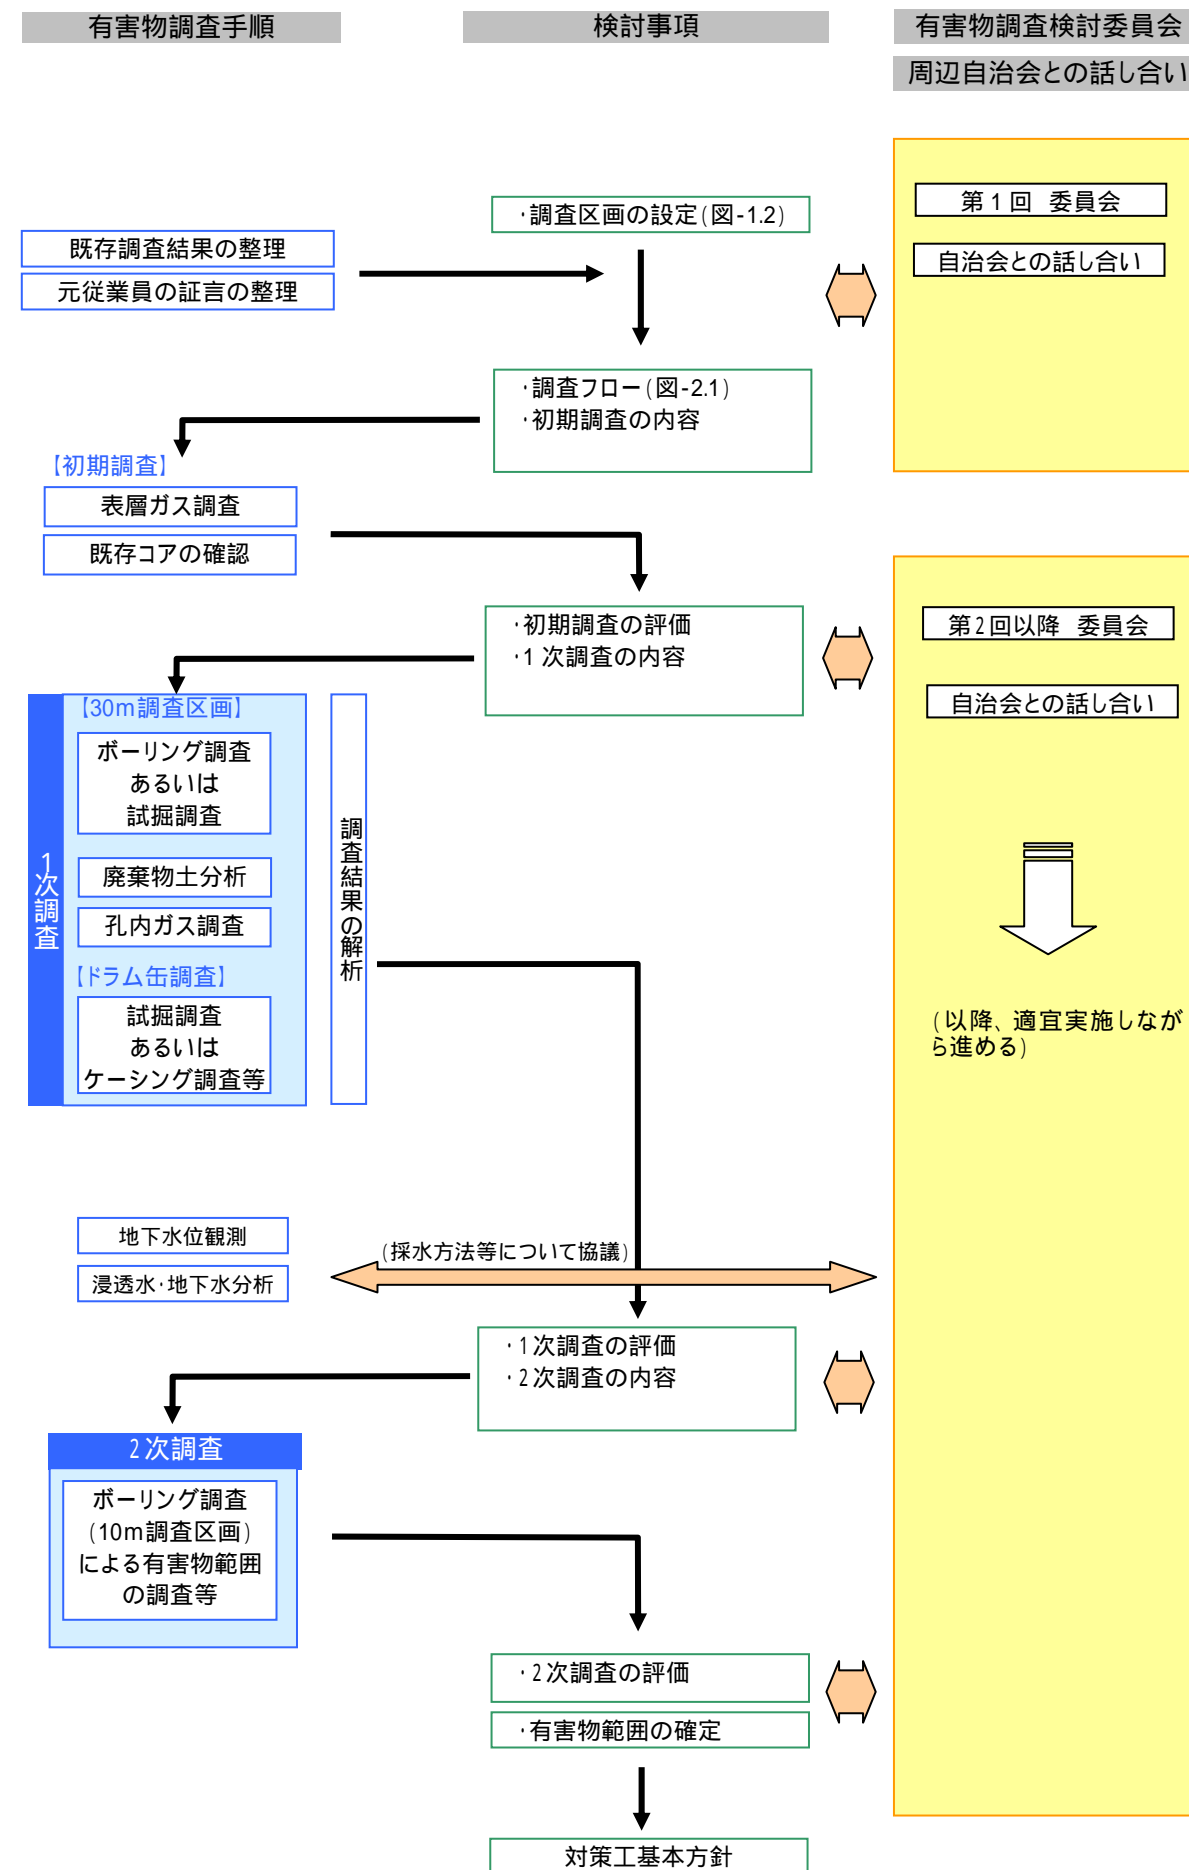 有害物調査手順
検討事項
有害物調査検討委員会
周辺自治会との話し合い
・調査区画の設定(図-1.2)
第1回 委員会
既存調査結果の整理
自治会との話し合い
元従業員の証言の整理
・調査フロー(図-2.1)
・初期調査の内容
【初期調査】
表層ガス調査
既存コアの確認
・初期調査の評価
・1次調査の内容
第2回以降 委員会
自治会との話し合い
1次調査
【30m調査区画】
ボーリング調査
あるいは
試掘調査
廃棄物土分析
孔内ガス調査
【ドラム缶調査】
試掘調査
あるいは
ケーシング調査等
調査結果の解析
(以降、適宜実施しなが
ら進める)
地下水位観測
浸透水・地下水分析
(採水方法等について協議)
・1次調査の評価
・2次調査の内容
2次調査
ボーリング調査
(10m調査区画)
による有害物範囲
の調査等
・2次調査の評価
・有害物範囲の確定
対策工基本方針